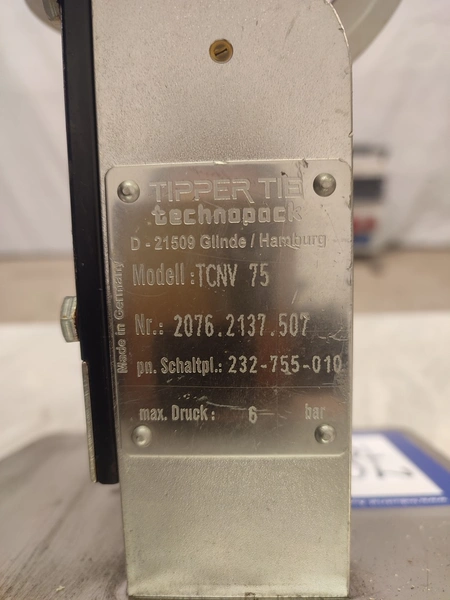 TIPPER TIE
technopack
D - 21509 Glinde / Hamburg
Modell : TCNV 75
Nr.: 2076.2137.507
pn. Schaltpl.: 232-755-010
max. Druck : 6 bar
Made in Germany